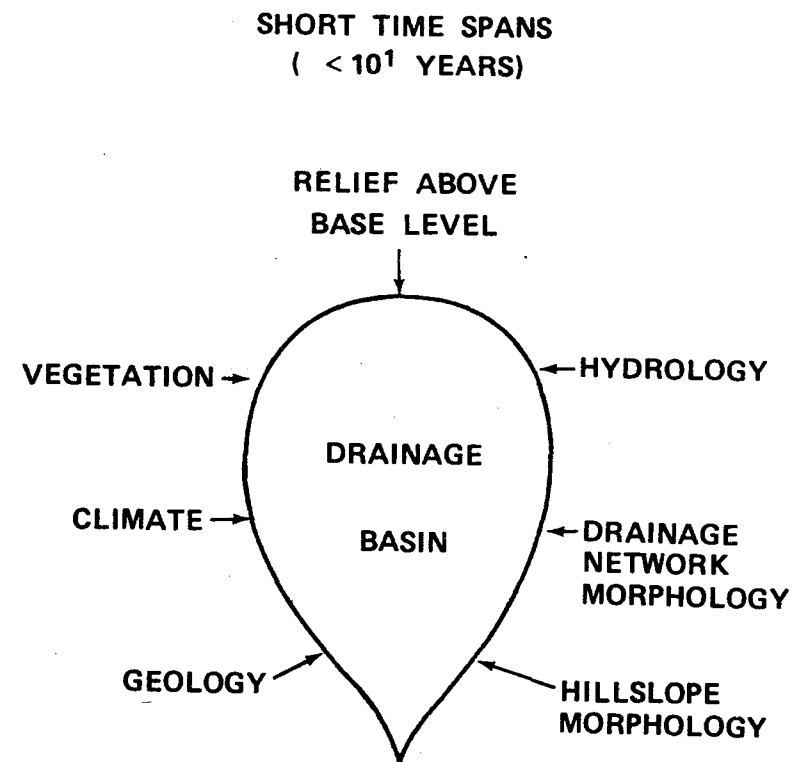 SHORT TIME SPANS
( < 10¹ YEARS)
RELIEF ABOVE
BASE LEVEL
VEGETATION
HYDROLOGY
DRAINAGE
BASIN
CLIMATE
DRAINAGE
NETWORK
MORPHOLOGY
GEOLOGY
HILLSLOPE
MORPHOLOGY